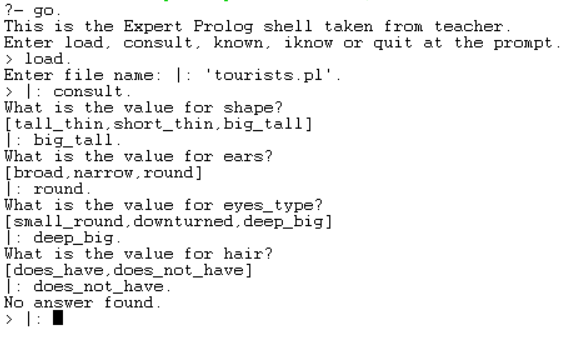 ?- go.
This is the Expert Prolog shell taken from teacher.
Enter load, consult, known, iknow or quit at the prompt.
> load.
Enter file name: |: 'tourists.pl'.
> |: consult.
What is the value for shape?
[tall_thin,short_thin,big_tall]
|: big_tall.
What is the value for ears?
[broad,narrow,round]
|: round.
What is the value for eyes_type?
[small_round,downturned,deep_big]
|: deep_big.
What is the value for hair?
[does_have,does_not_have]
|: does_not_have.
No answer found.
> |: